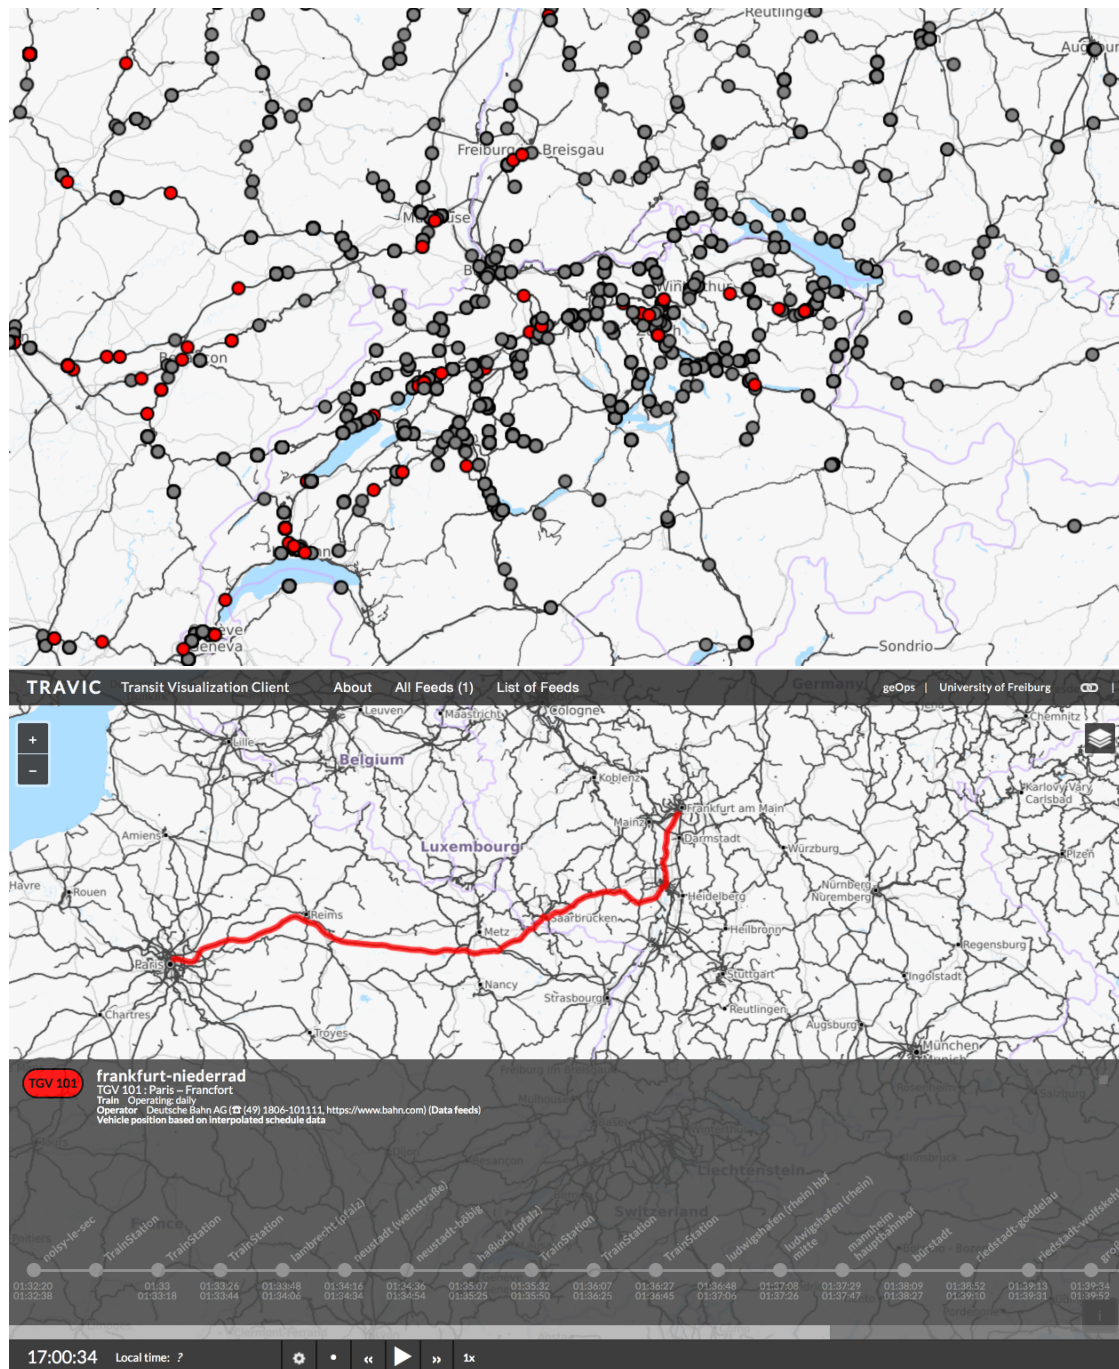 Reutlinge
Freiburg Breisgau
Sondrio
Geneva
TRAVIC Transit Visualization Client About All Feeds (1) List of Feeds geOps | University of Freiburg
+
−
Germany
Leuven
Maastricht
Cologne
Chemnitz
Lille
Belgium
Koblenz
Karlovy Vary
Carlsbad
Frankfurt am Main
Mainz
Amiens
Darmstadt
Luxembourg
Würzburg
Plzen
Havre
Rouen
Nürnberg
Nuremberg
Heidelberg
Reims
Saarbrücken
Metz
Heilbronn
Regensburg
Paris
Stuttgart
Ingolstadt
Nancy
Strasbourg
Reutlingen
Chartres
Augsburg
Troyes
München
TGV 101
frankfurt-niederrad
TGV 101 : Paris – Francfort
Train Operating: daily
Operator Deutsche Bahn AG (☎ (49) 1806-101111, https://www.bahn.com) (Data feeds)
Vehicle position based on interpolated schedule data
Freiburg im Breisgau
Salzburg
Liechtenstein
Switzerland
France
noisy-le-sec
TrainStation
TrainStation
TrainStation
lambrecht (pfalz)
neustadt (weinstraße)
neustadt-böbig
haßloch (pfalz)
TrainStation
TrainStation
TrainStation
ludwigshafen (rhein) hbf
ludwigshafen (rhein)
mitte
mannheim
hauptbahnhof
bürstadt
riedstadt-goddelau
riedstadt-wolfsk
01:32:20 01:33 01:33:26 01:33:48 01:34:16 01:34:36 01:35:07 01:35:32 01:36:07 01:36:27 01:36:48 01:37:08 01:37:29 01:38:09 01:38:52 01:39:13 01:39:34
01:32:38 01:33:18 01:33:44 01:34:06 01:34:34 01:34:54 01:35:25 01:35:50 01:36:25 01:36:45 01:37:06 01:37:26 01:37:47 01:38:27 01:39:10 01:39:31 01:39:52
17:00:34 Local time: ? « » 1x